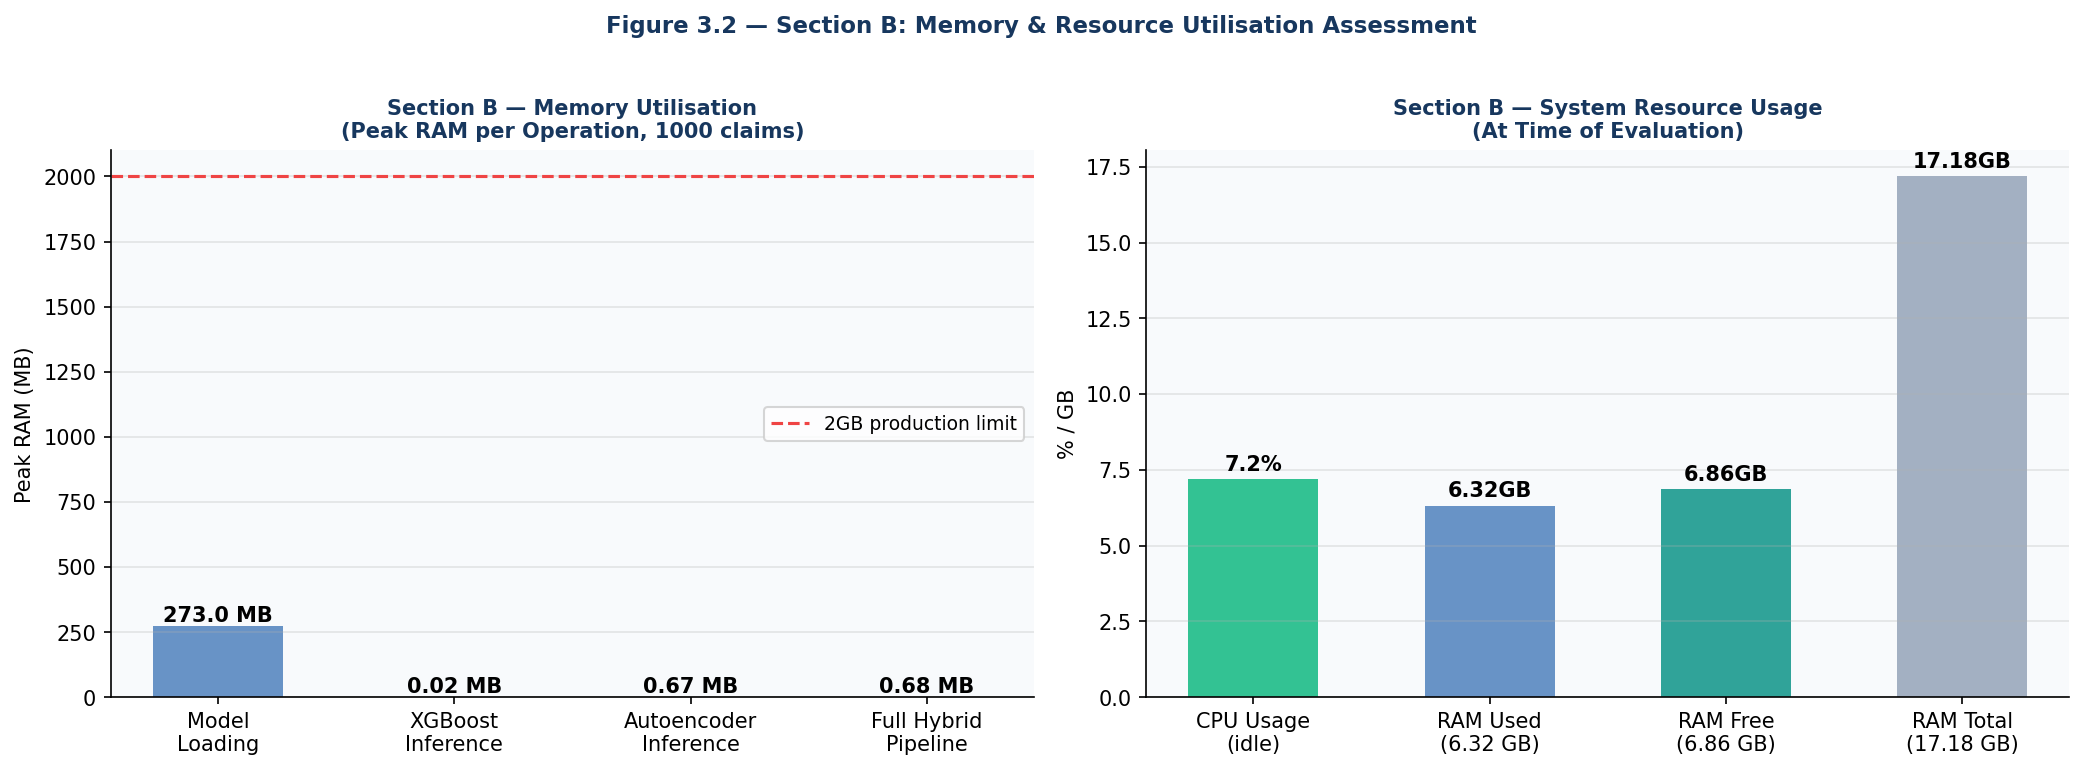 Figure 3.2 — Section B: Memory & Resource Utilisation Assessment
Section B — Memory Utilisation
(Peak RAM per Operation, 1000 claims)
Peak RAM (MB)
2000
1750
1500
1250
1000
750
500
250
0
2GB production limit
273.0 MB
0.02 MB
0.67 MB
0.68 MB
Model
Loading
XGBoost
Inference
Autoencoder
Inference
Full Hybrid
Pipeline
Section B — System Resource Usage
(At Time of Evaluation)
% / GB
17.5
15.0
12.5
10.0
7.5
5.0
2.5
0.0
7.2%
6.32GB
6.86GB
17.18GB
CPU Usage
(idle)
RAM Used
(6.32 GB)
RAM Free
(6.86 GB)
RAM Total
(17.18 GB)